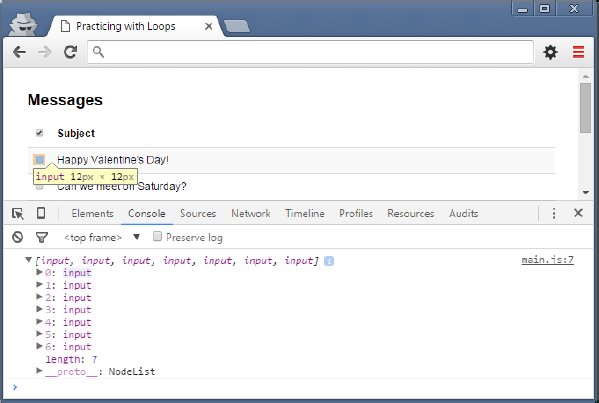 Practicing with Loops
Messages
Subject
Happy Valentine's Day!
input 12px × 12px
Can we meet on Saturday?
Elements Console Sources Network Timeline Profiles Resources Audits
<top frame> ▼ Preserve log
▼[input, input, input, input, input, input, input] i main.js:7
▶0: input
▶1: input
▶2: input
▶3: input
▶4: input
▶5: input
▶6: input
length: 7
▶__proto__: NodeList
>